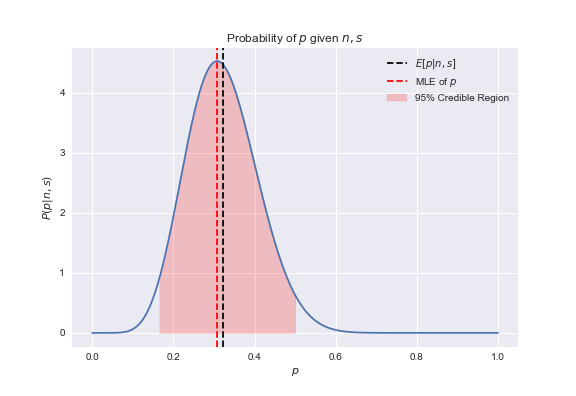 Probability of p given n, s
E[p|n, s]
MLE of p
95% Credible Region
P(p|n, s)
4
3
2
1
0
0.0 0.2 0.4 0.6 0.8 1.0
p